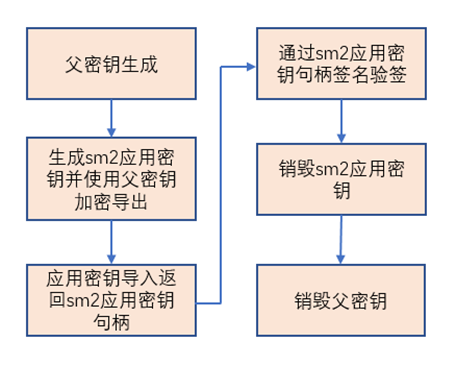 父密钥生成
生成sm2应用密
钥并使用父密钥
加密导出
应用密钥导入返
回sm2应用密钥
句柄
通过sm2应用密
钥句柄签名验签
销毁sm2应用密
钥
销毁父密钥